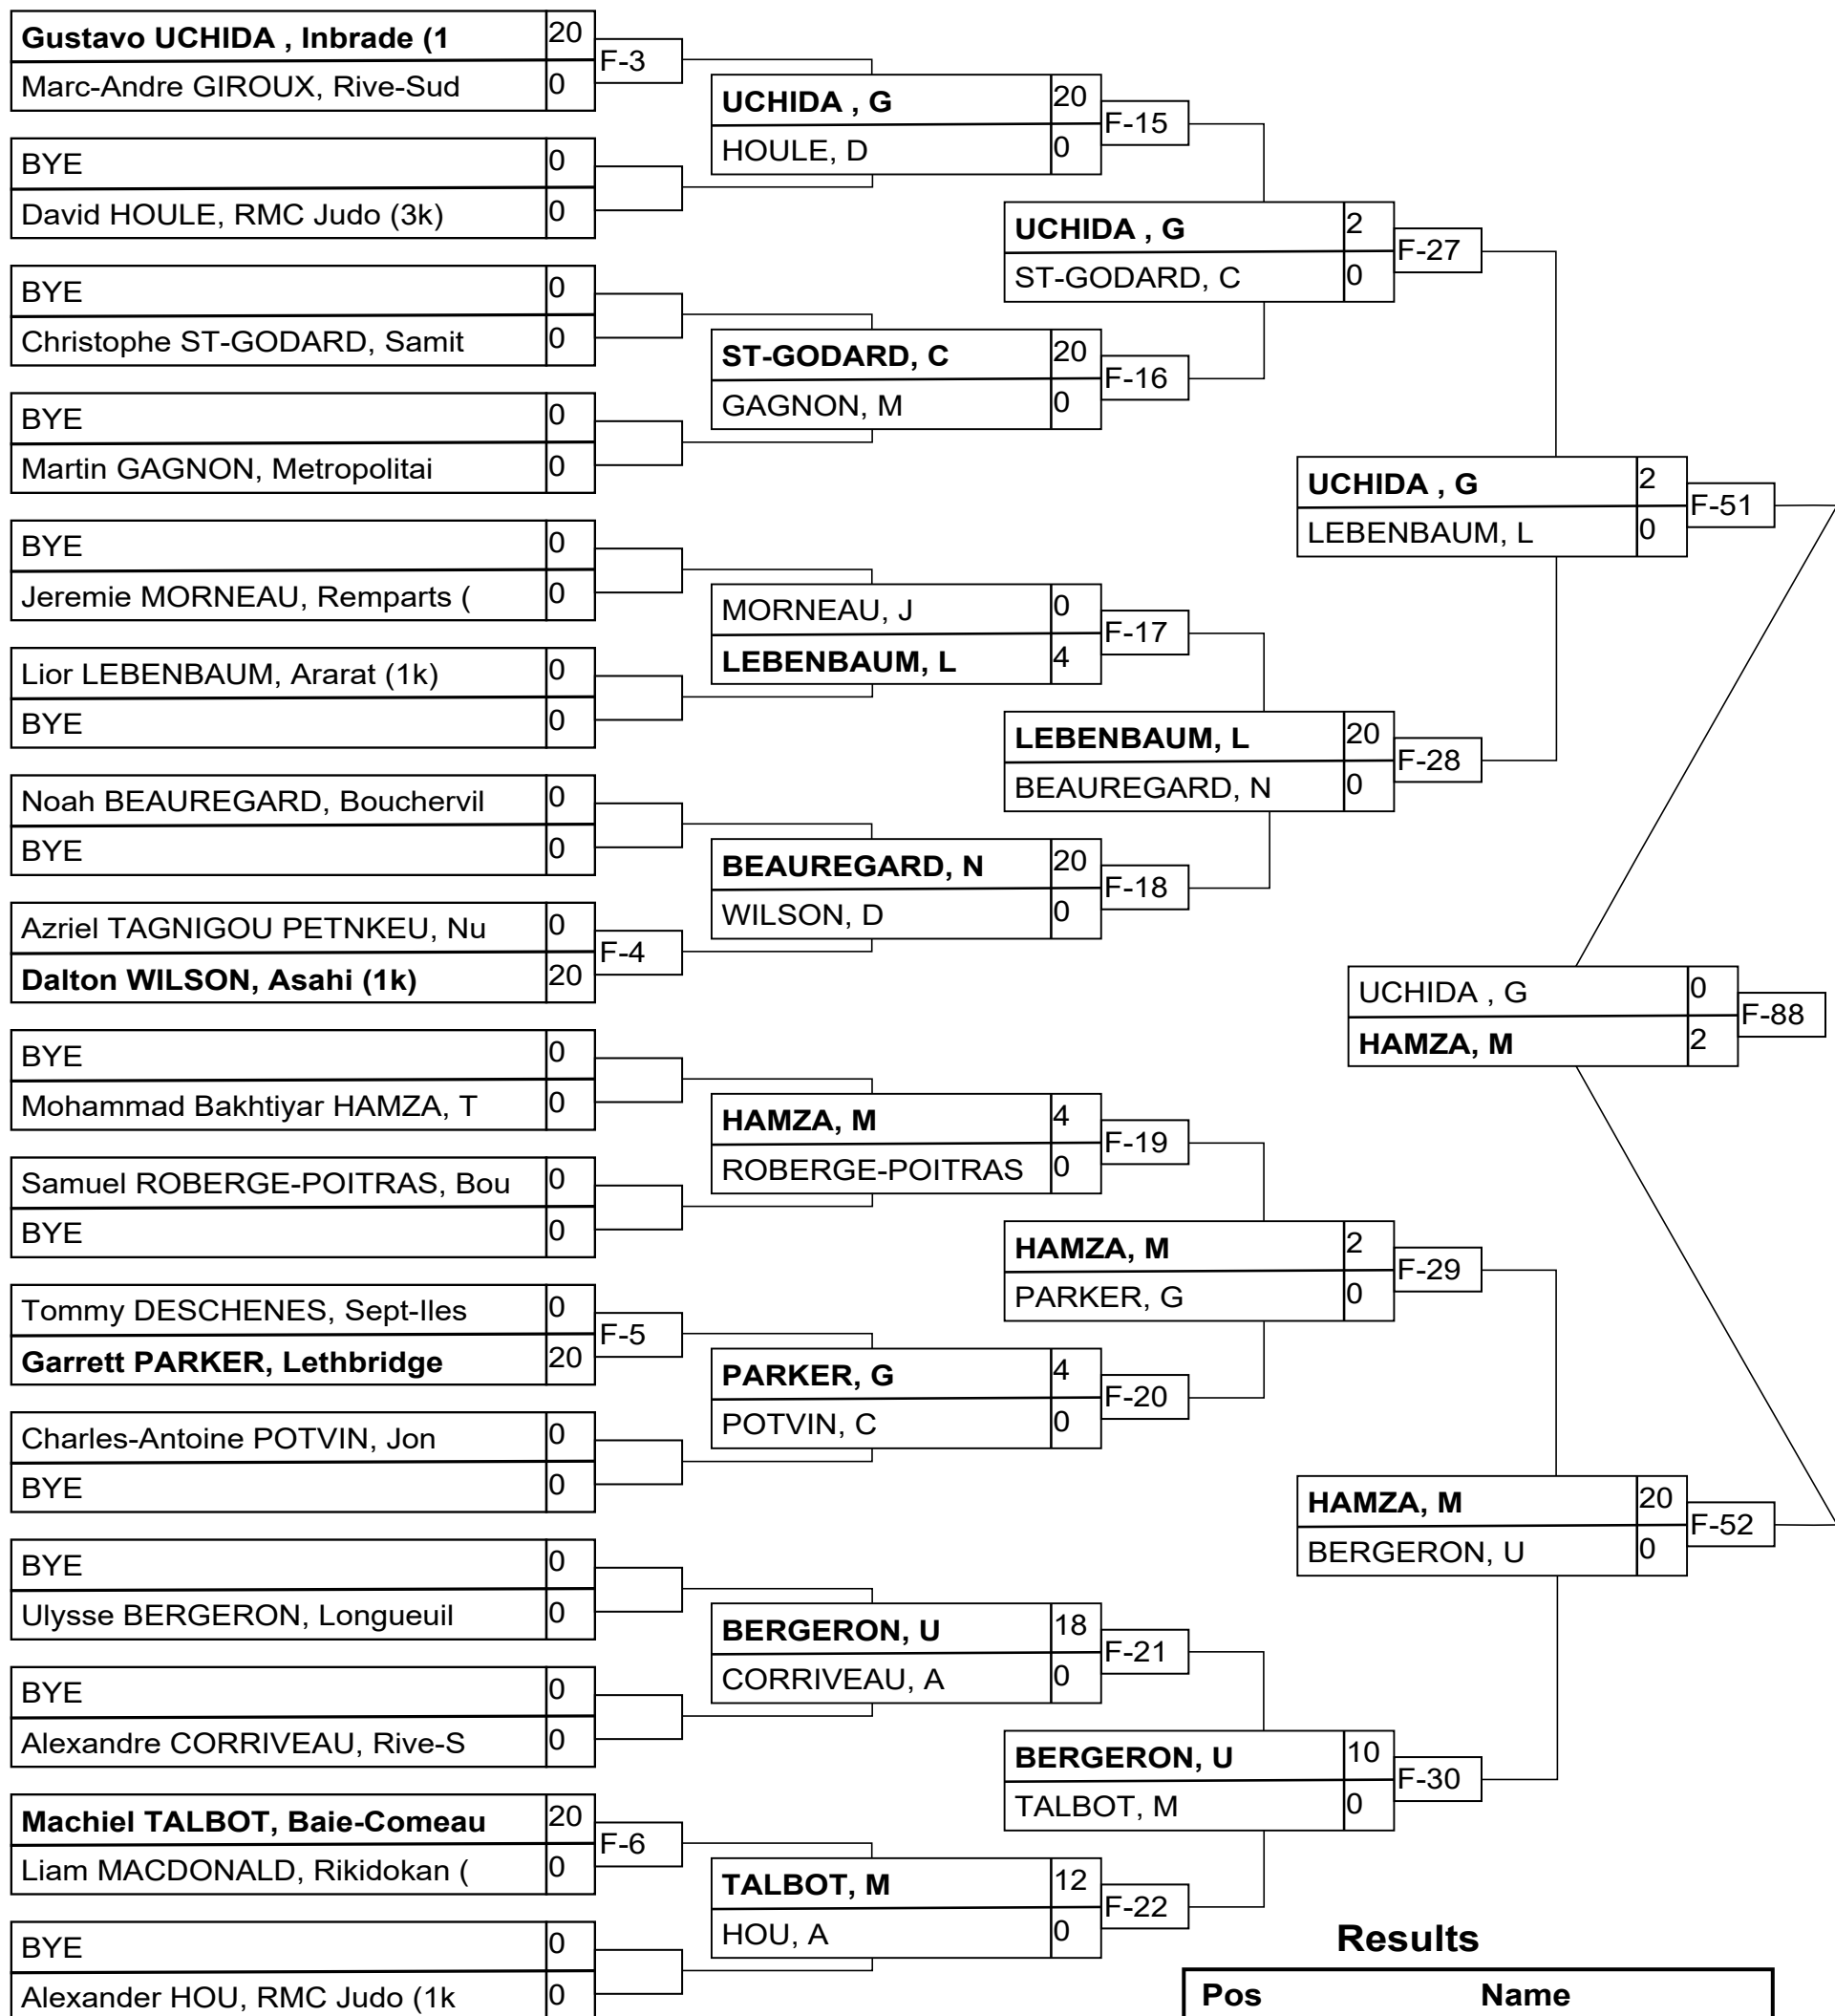 Gustavo UCHIDA , Inbrade (1 20
F-3
Marc-Andre GIROUX, Rive-Sud 0
BYE 0
David HOULE, RMC Judo (3k) 0
BYE 0
Christophe ST-GODARD, Samit 0
BYE 0
Martin GAGNON, Metropolitai 0
BYE 0
Jeremie MORNEAU, Remparts ( 0
Lior LEBENBAUM, Ararat (1k) 0
BYE 0
Noah BEAUREGARD, Bouchervil 0
BYE 0
Azriel TAGNIGOU PETNKEU, Nu 0
F-4
Dalton WILSON, Asahi (1k) 20
BYE 0
Mohammad Bakhtiyar HAMZA, T 0
Samuel ROBERGE-POITRAS, Bou 0
BYE 0
Tommy DESCHENES, Sept-Iles 0
F-5
Garrett PARKER, Lethbridge 20
Charles-Antoine POTVIN, Jon 0
BYE 0
BYE 0
Ulysse BERGERON, Longueuil 0
BYE 0
Alexandre CORRIVEAU, Rive-S 0
Machiel TALBOT, Baie-Comeau 20
F-6
Liam MACDONALD, Rikidokan ( 0
BYE 0
Alexander HOU, RMC Judo (1k 0
UCHIDA , G 20
F-15
HOULE, D 0
ST-GODARD, C 20
F-16
GAGNON, M 0
MORNEAU, J 0
F-17
LEBENBAUM, L 4
BEAUREGARD, N 20
F-18
WILSON, D 0
HAMZA, M 4
F-19
ROBERGE-POITRAS 0
PARKER, G 4
F-20
POTVIN, C 0
BERGERON, U 18
F-21
CORRIVEAU, A 0
TALBOT, M 12
F-22
HOU, A 0
UCHIDA , G 2
F-27
ST-GODARD, C 0
LEBENBAUM, L 20
F-28
BEAUREGARD, N 0
HAMZA, M 2
F-29
PARKER, G 0
BERGERON, U 10
F-30
TALBOT, M 0
UCHIDA , G 2
F-51
LEBENBAUM, L 0
HAMZA, M 20
F-52
BERGERON, U 0
UCHIDA , G 0
F-88
HAMZA, M 2
Results
Pos Name